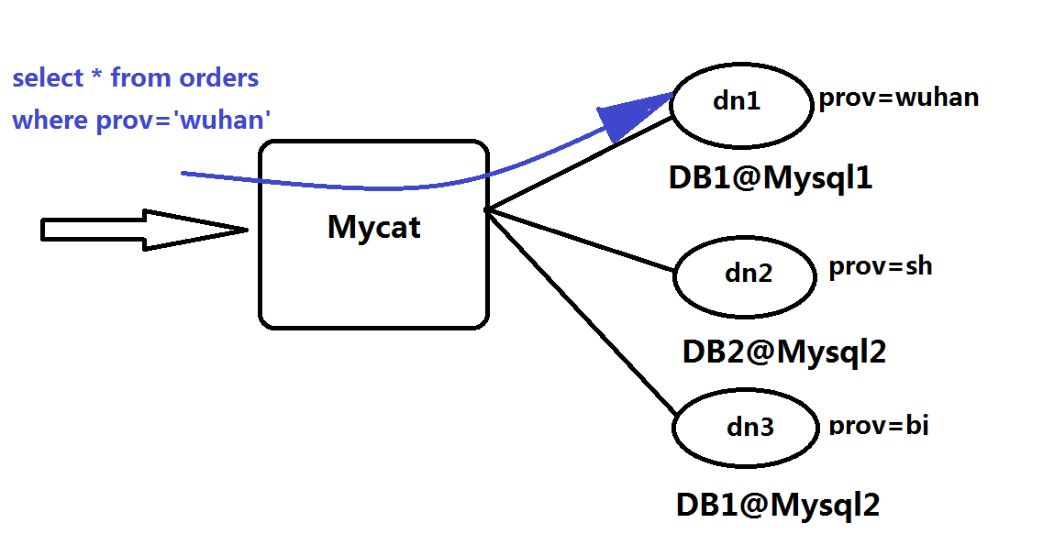 select * from orders
where prov='wuhan'
Mycat
dn1
prov=wuhan
DB1@Mysql1
dn2
prov=sh
DB2@Mysql2
dn3
prov=bi
DB1@Mysql2